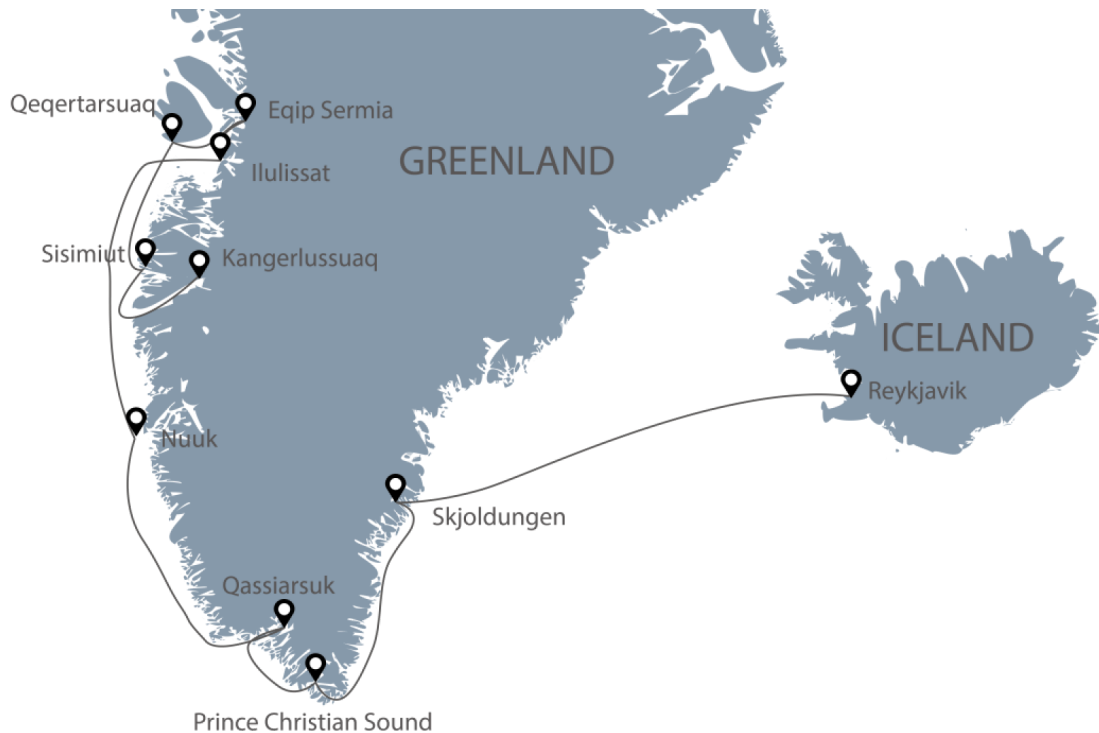 Qeqertarsuaq
Eqip Sermia
GREENLAND
Ilulissat
Sisimiut
Kangerlussuaq
ICELAND
Reykjavik
Nuuk
Skjoldungen
Qassiarsuk
Prince Christian Sound